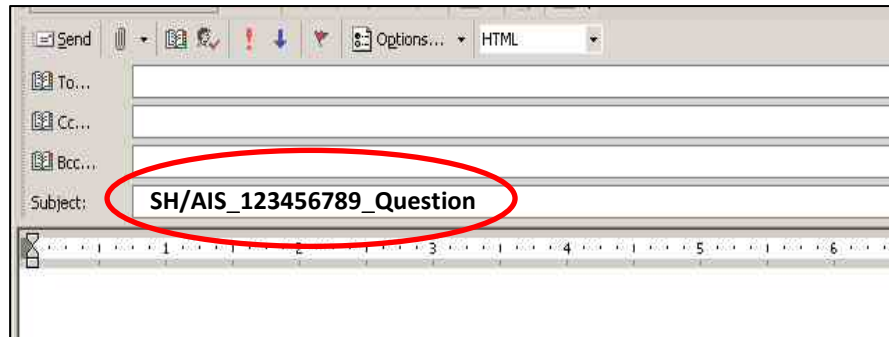 Send Options... HTML
To...
Cc...
Bcc...
Subject: SH/AIS_123456789_Question
1 2 3 4 5 6